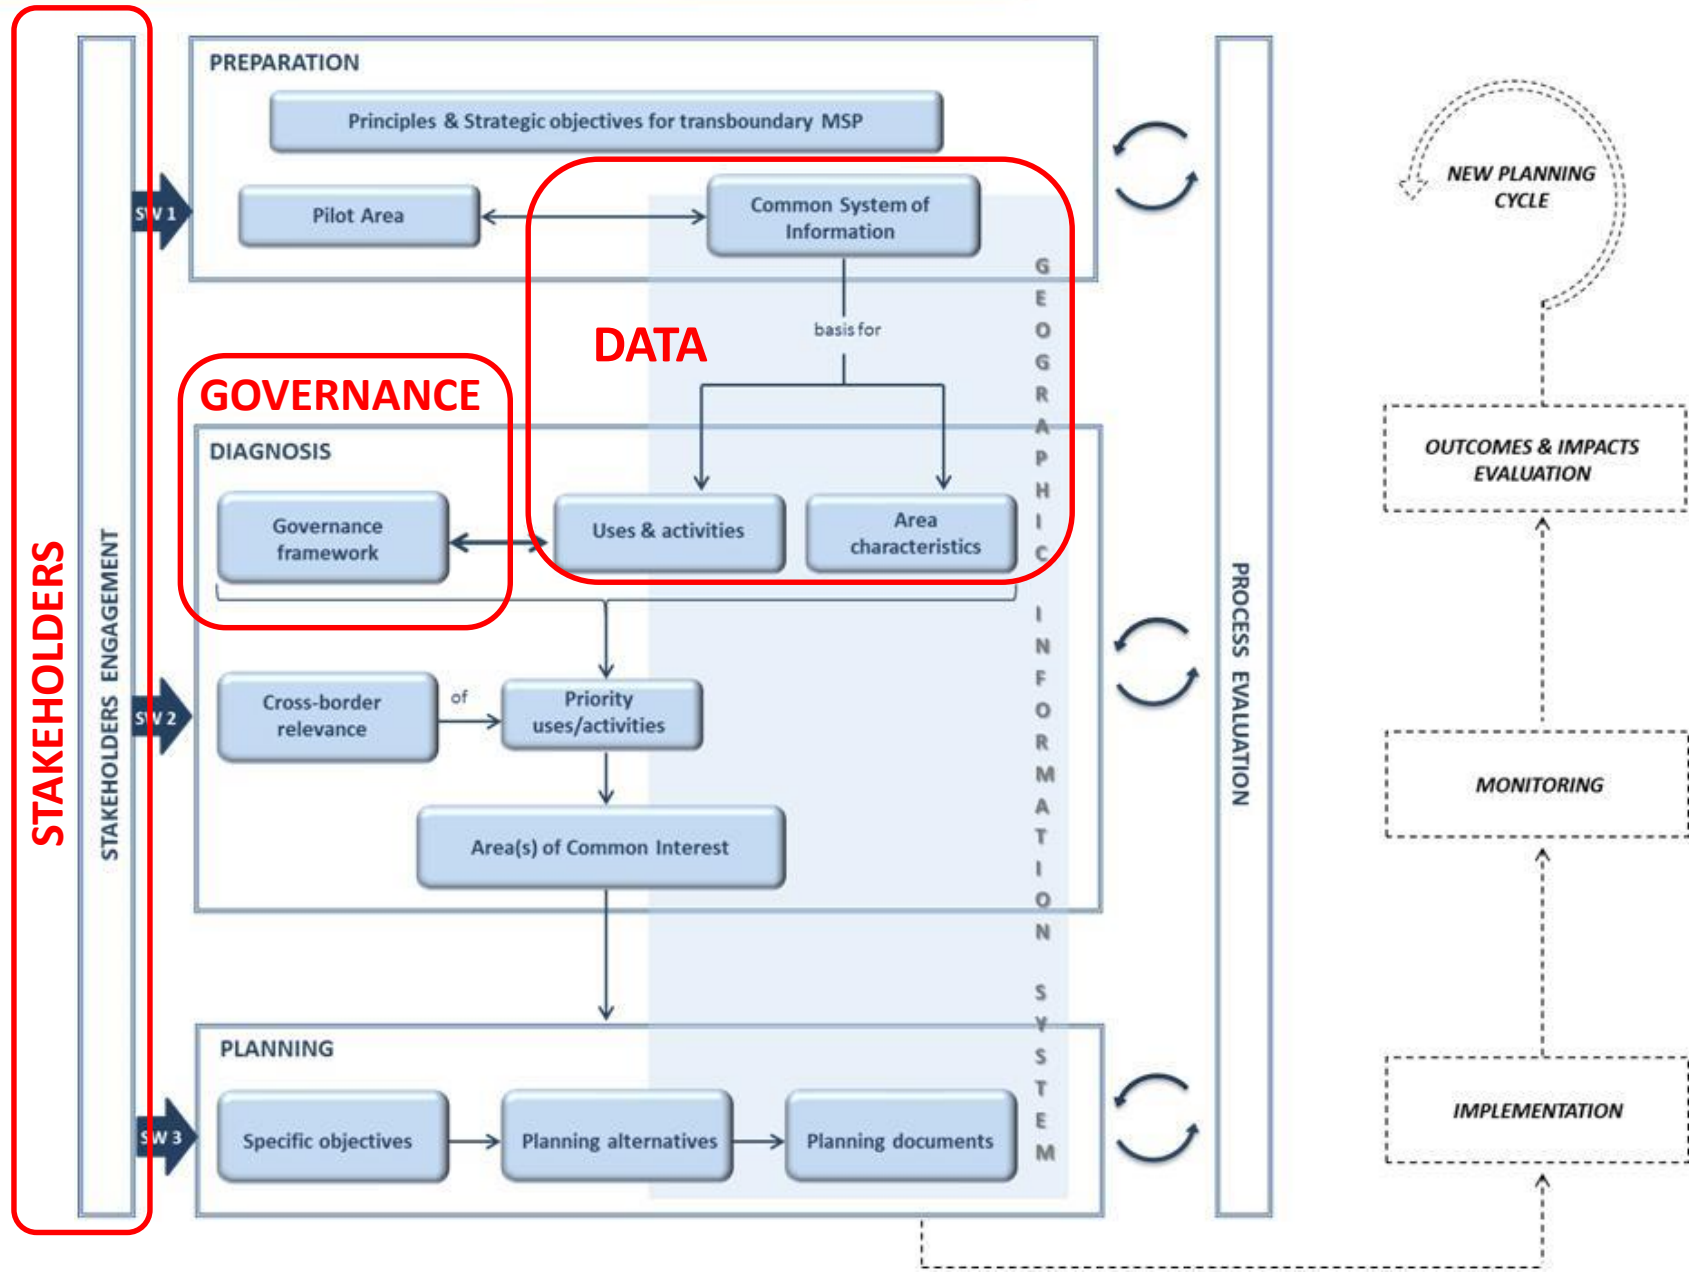 STAKEHOLDERS
STAKEHOLDERS ENGAGEMENT
PREPARATION
Principles & Strategic objectives for transboundary MSP
SW 1
Pilot Area
Common System of
Information
basis for
DATA
GOVERNANCE
DIAGNOSIS
Governance
framework
Uses & activities
Area
characteristics
SW 2
Cross-border
relevance
of
Priority
uses/activities
Area(s) of Common Interest
PLANNING
SW 3
Specific objectives
Planning alternatives
Planning documents
GEOGRAPHIC INFORMATION SYSTEM
PROCESS EVALUATION
NEW PLANNING
CYCLE
OUTCOMES & IMPACTS
EVALUATION
MONITORING
IMPLEMENTATION